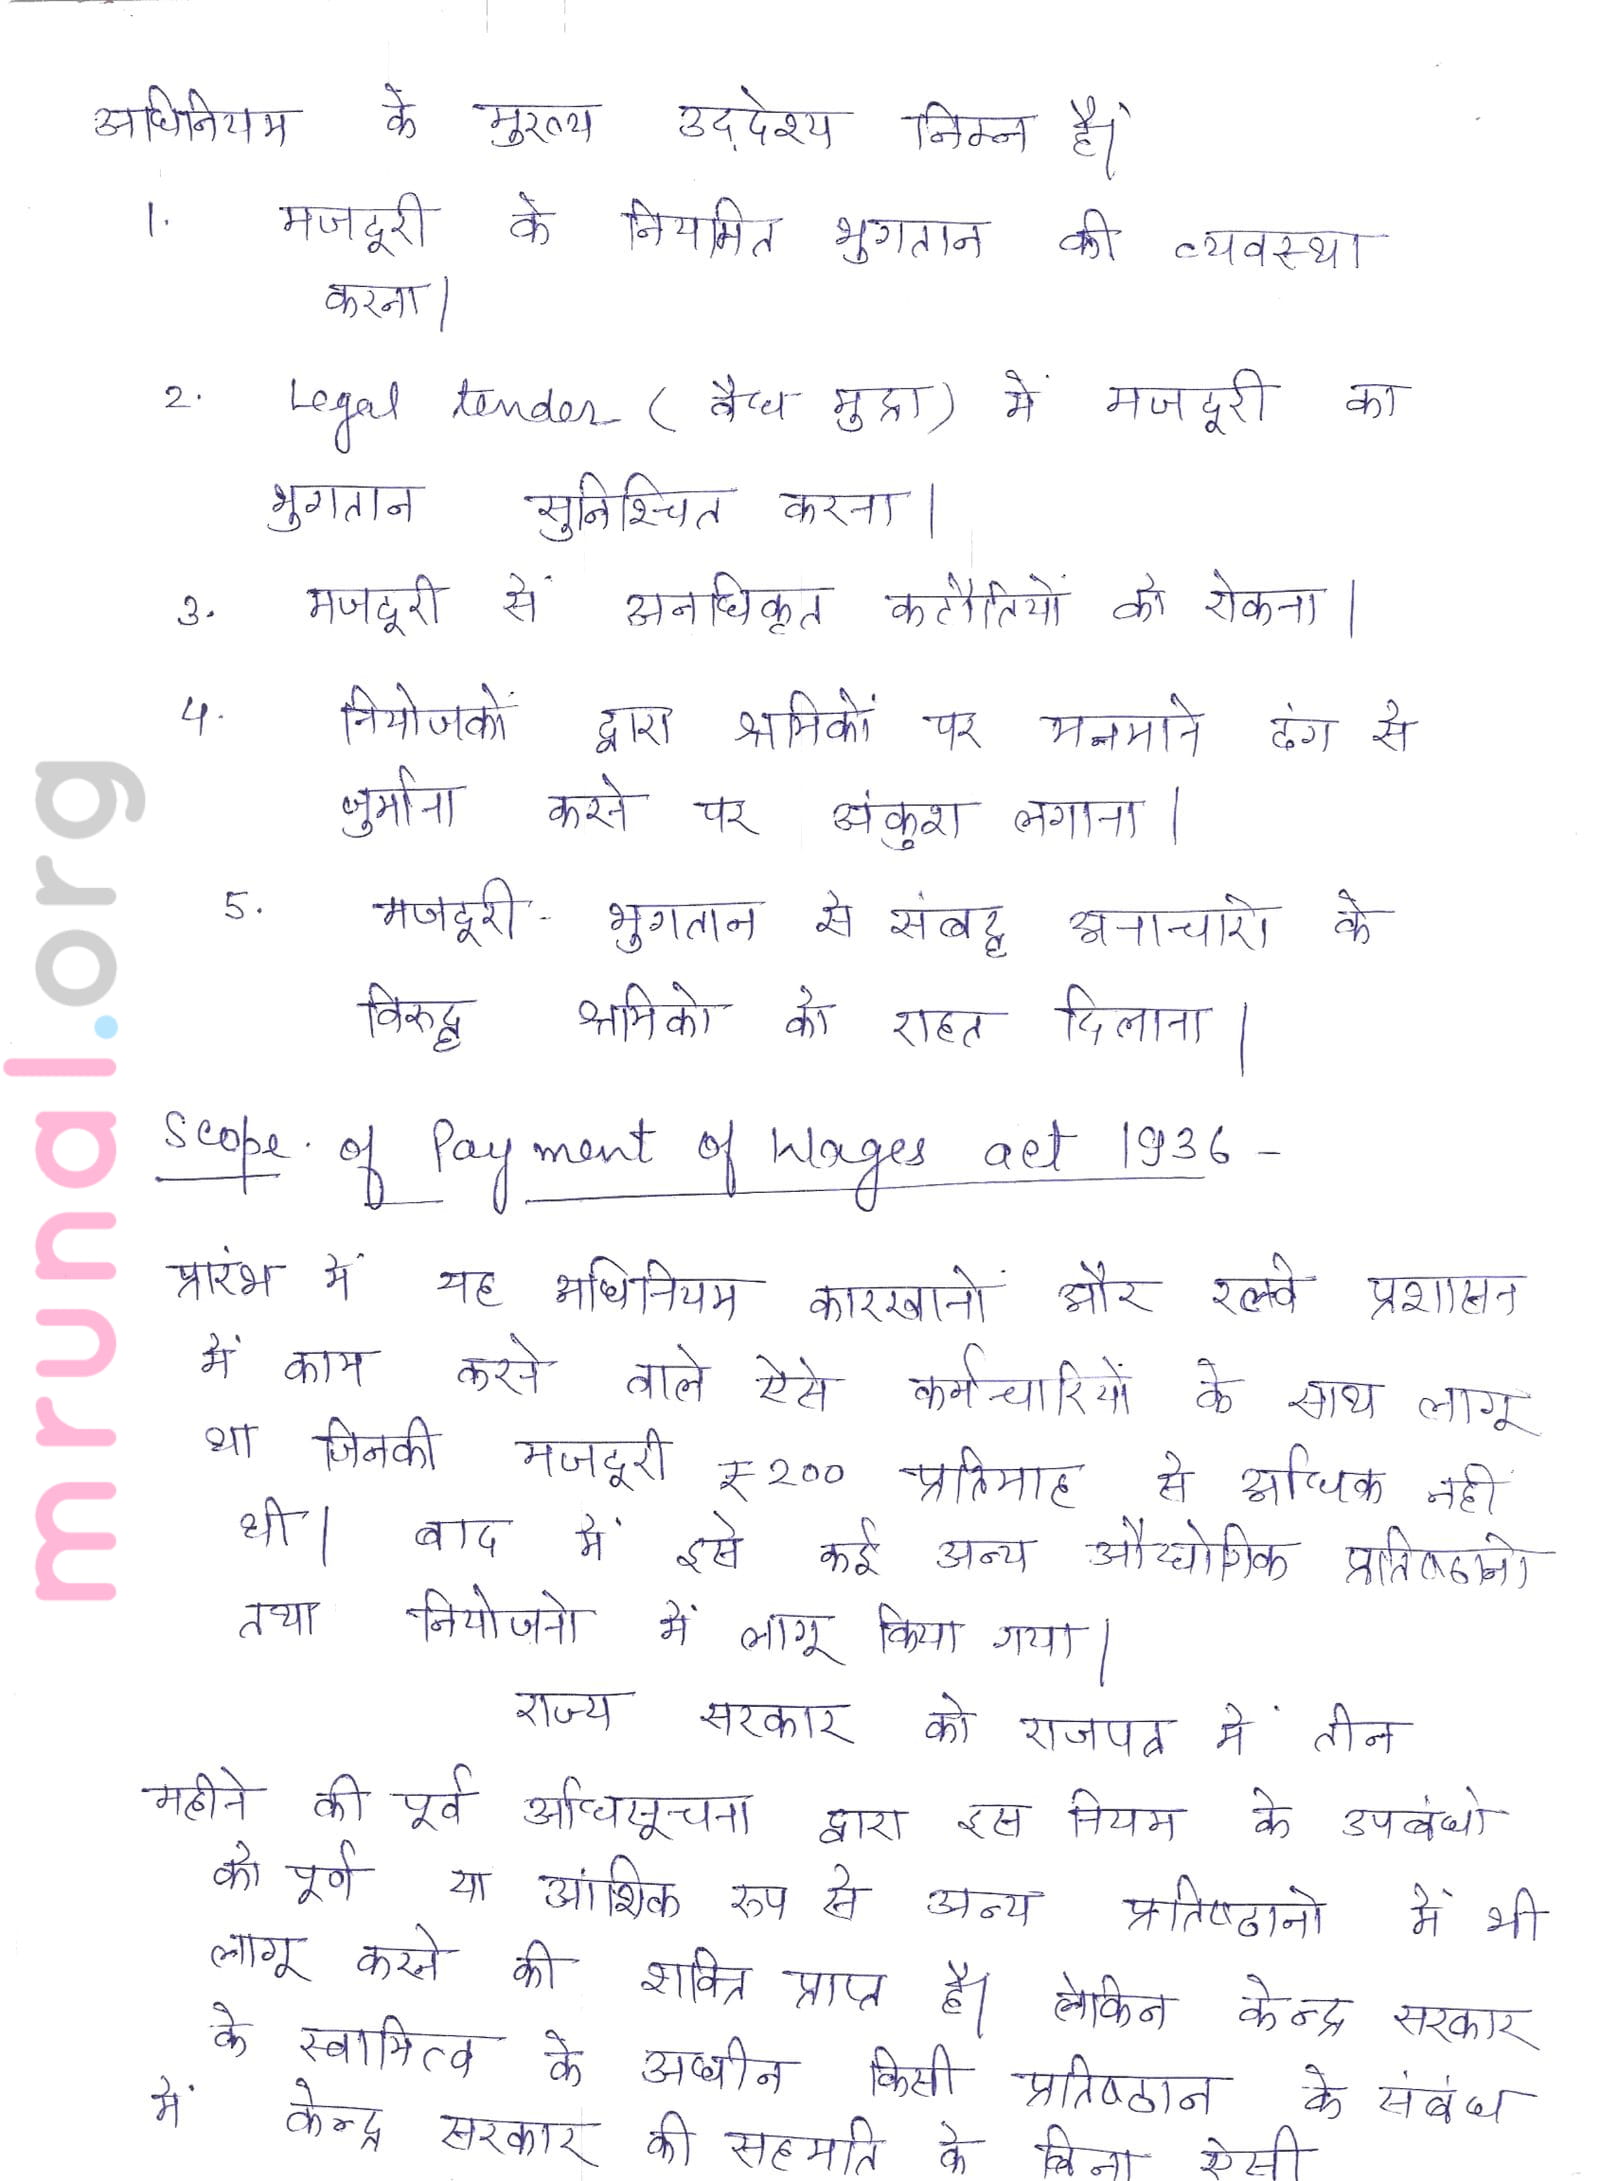 अधिनियम के मुख्य उद्देश्य निम्न हैं।
1. मजदूरी के नियमित भुगतान की व्यवस्था
करना।
2. Legal tender (वैध मुद्रा) में मजदूरी का
भुगतान सुनिश्चित करना।
3. मजदूरी सें अनधिकृत कटौतियों को रोकना।
4. नियोजकों द्वारा श्रमिकों पर मनमाने ढंग से
जुर्माना करने पर अंकुश लगाना।
5. मजदूरी - भुगतान से संबद्ध अनाचारो के
विरुद्ध श्रमिको को राहत दिलाना।
Scope of Payment of Wages act 1936 -
प्रारंभ में यह अधिनियम कारखानों और रलवे प्रशासन
में काम करने वाले ऐसे कर्मचारियों के साथ लागू
था जिनकी मजदूरी ₹200 प्रतिमाह से अधिक नहीं
थी। बाद में इसे कई अन्य औद्योगिक प्रतिष्ठानो
तथा नियोजनो में लागू किया गया।
राज्य सरकार को राजपत्र में तीन
महीने की पूर्व अधिसूचना द्वारा इस नियम के उपबंधो
को पूर्ण या आंशिक रुप से अन्य प्रतिष्ठानो में भी
लागू करने की शक्ति प्राप्त है। लेकिन केन्द्र सरकार
के स्वामित्व के अधीन किसी प्रतिष्ठान के संबंध
में केन्द्र सरकार की सहमति के बिना ऐसी
mrunal.org